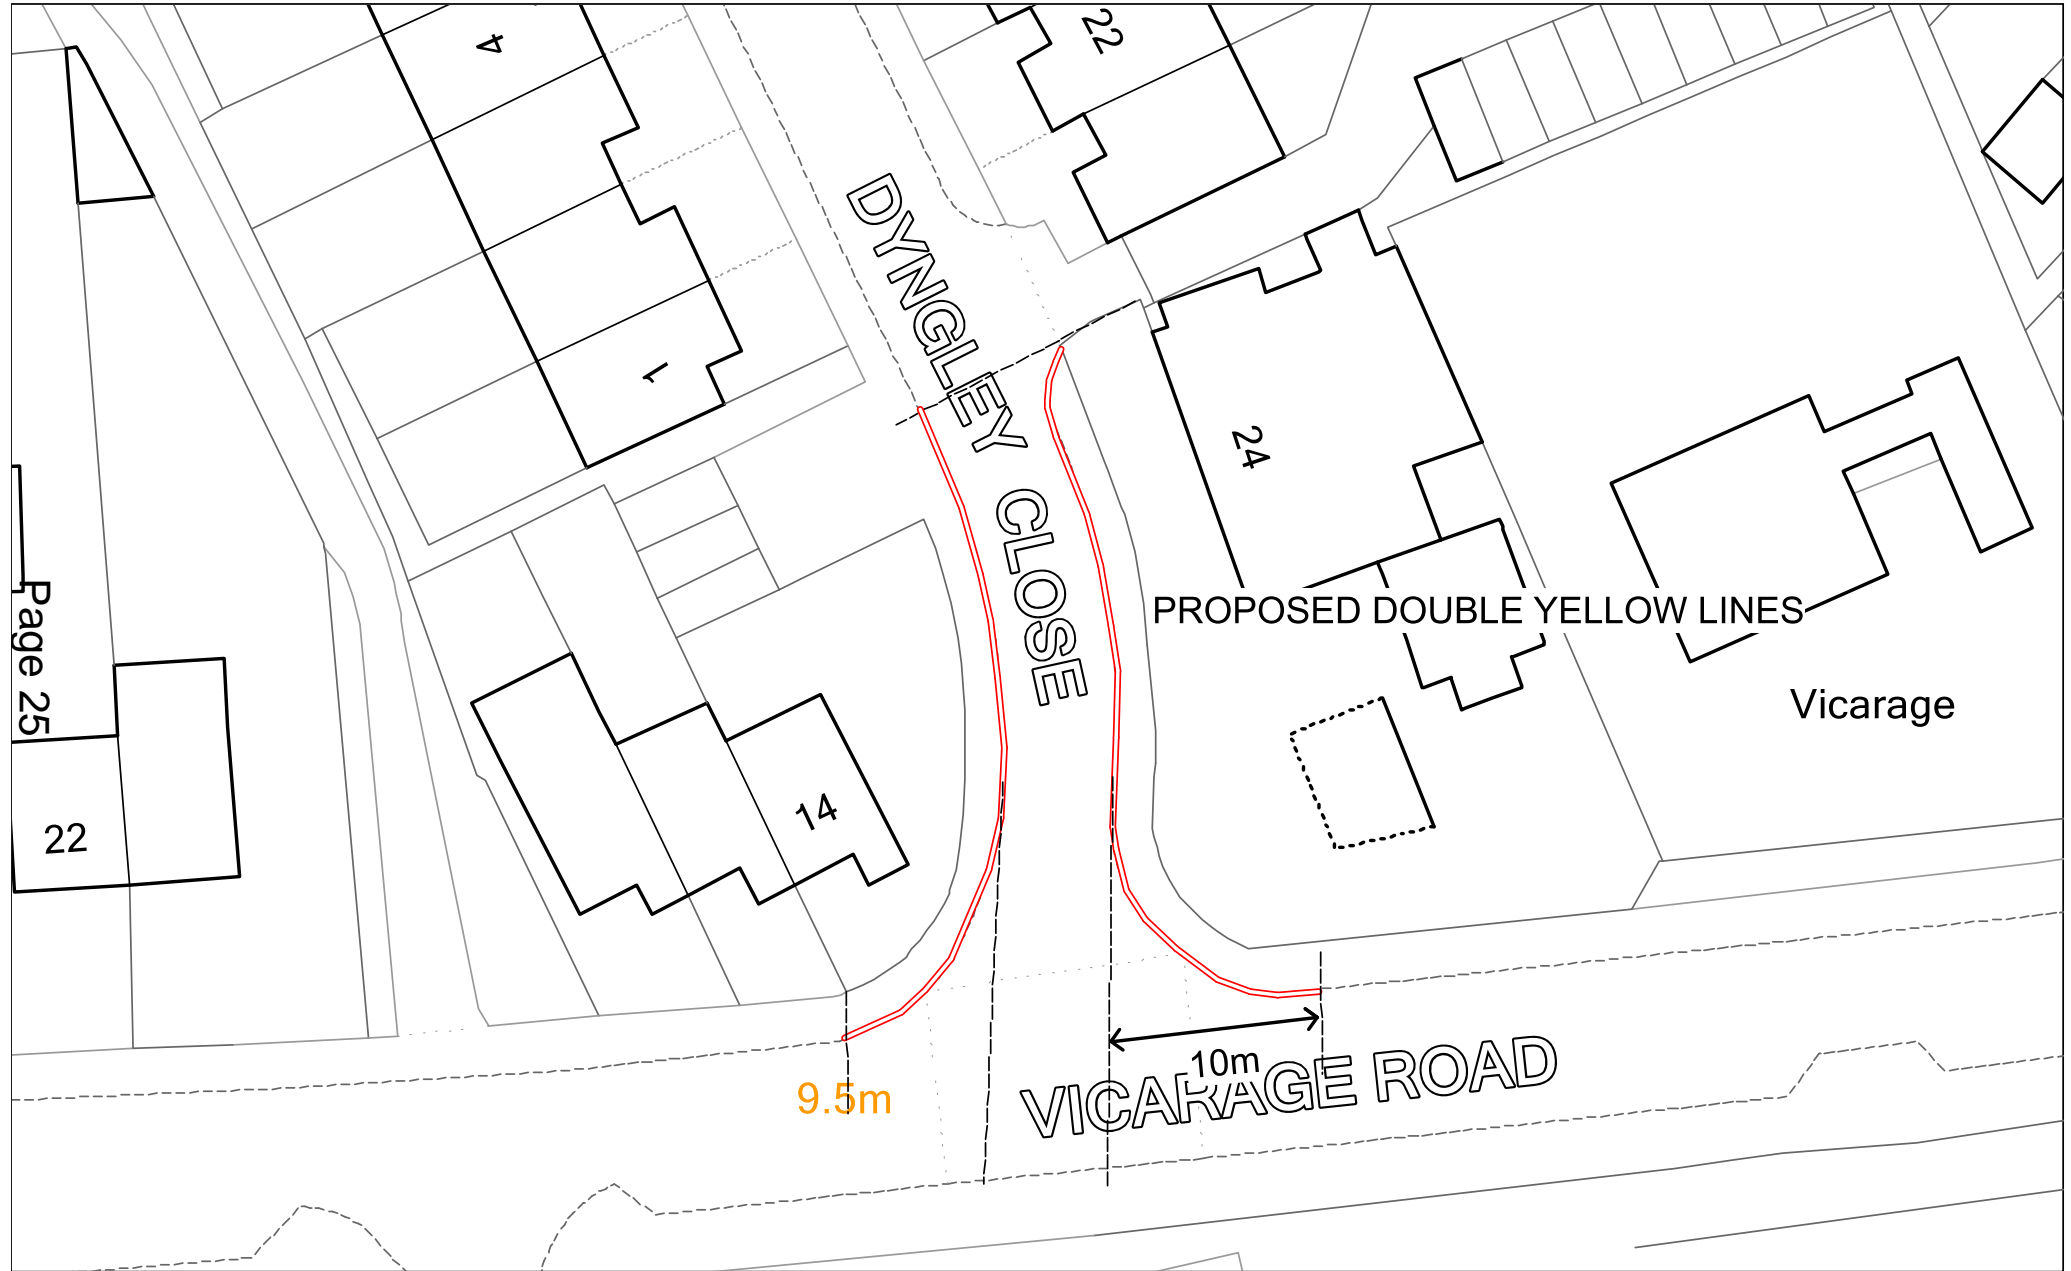 4
22
DYNGLEY CLOSE
1
24
PROPOSED DOUBLE YELLOW LINES
Page 25
Vicarage
14
22
10m
9.5m
VICARAGE ROAD